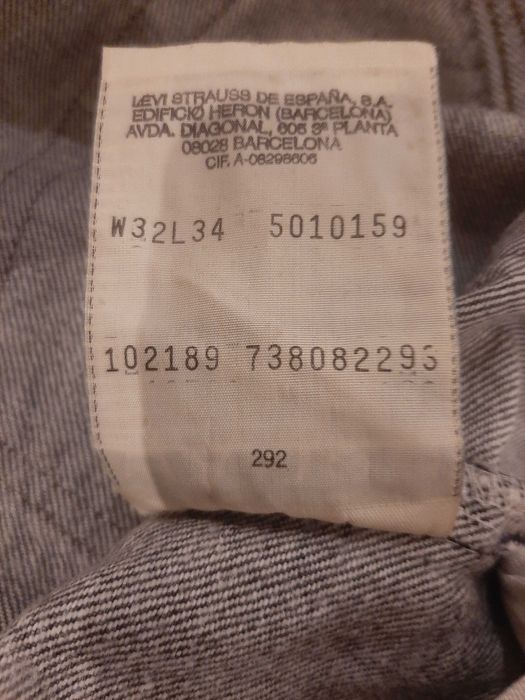 LEVI STRAUSS DE ESPAÑA, S.A.
EDIFICIO HERON (BARCELONA)
AVDA. DIAGONAL, 605 3ª PLANTA
08028 BARCELONA
CIF. A-08298606
W32L34 5010159
102189 738082293
292